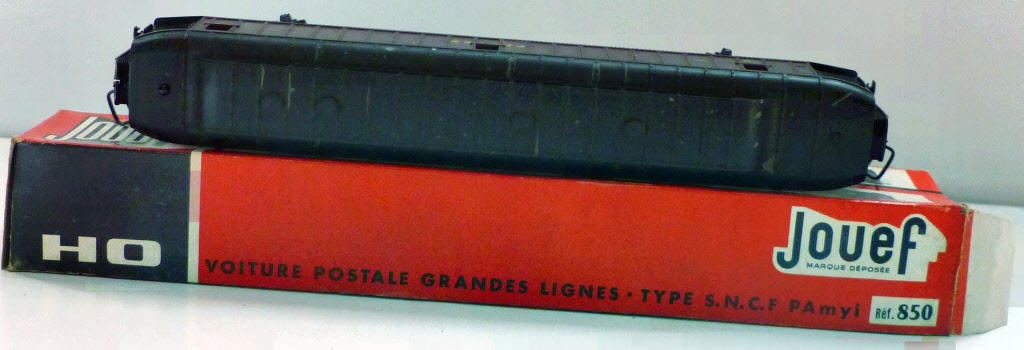 Jouef
HO
VOITURE POSTALE GRANDES LIGNES · TYPE S.N.C.F PAmyi
Jouef
MARQUE DÉPOSÉE
Réf. 850